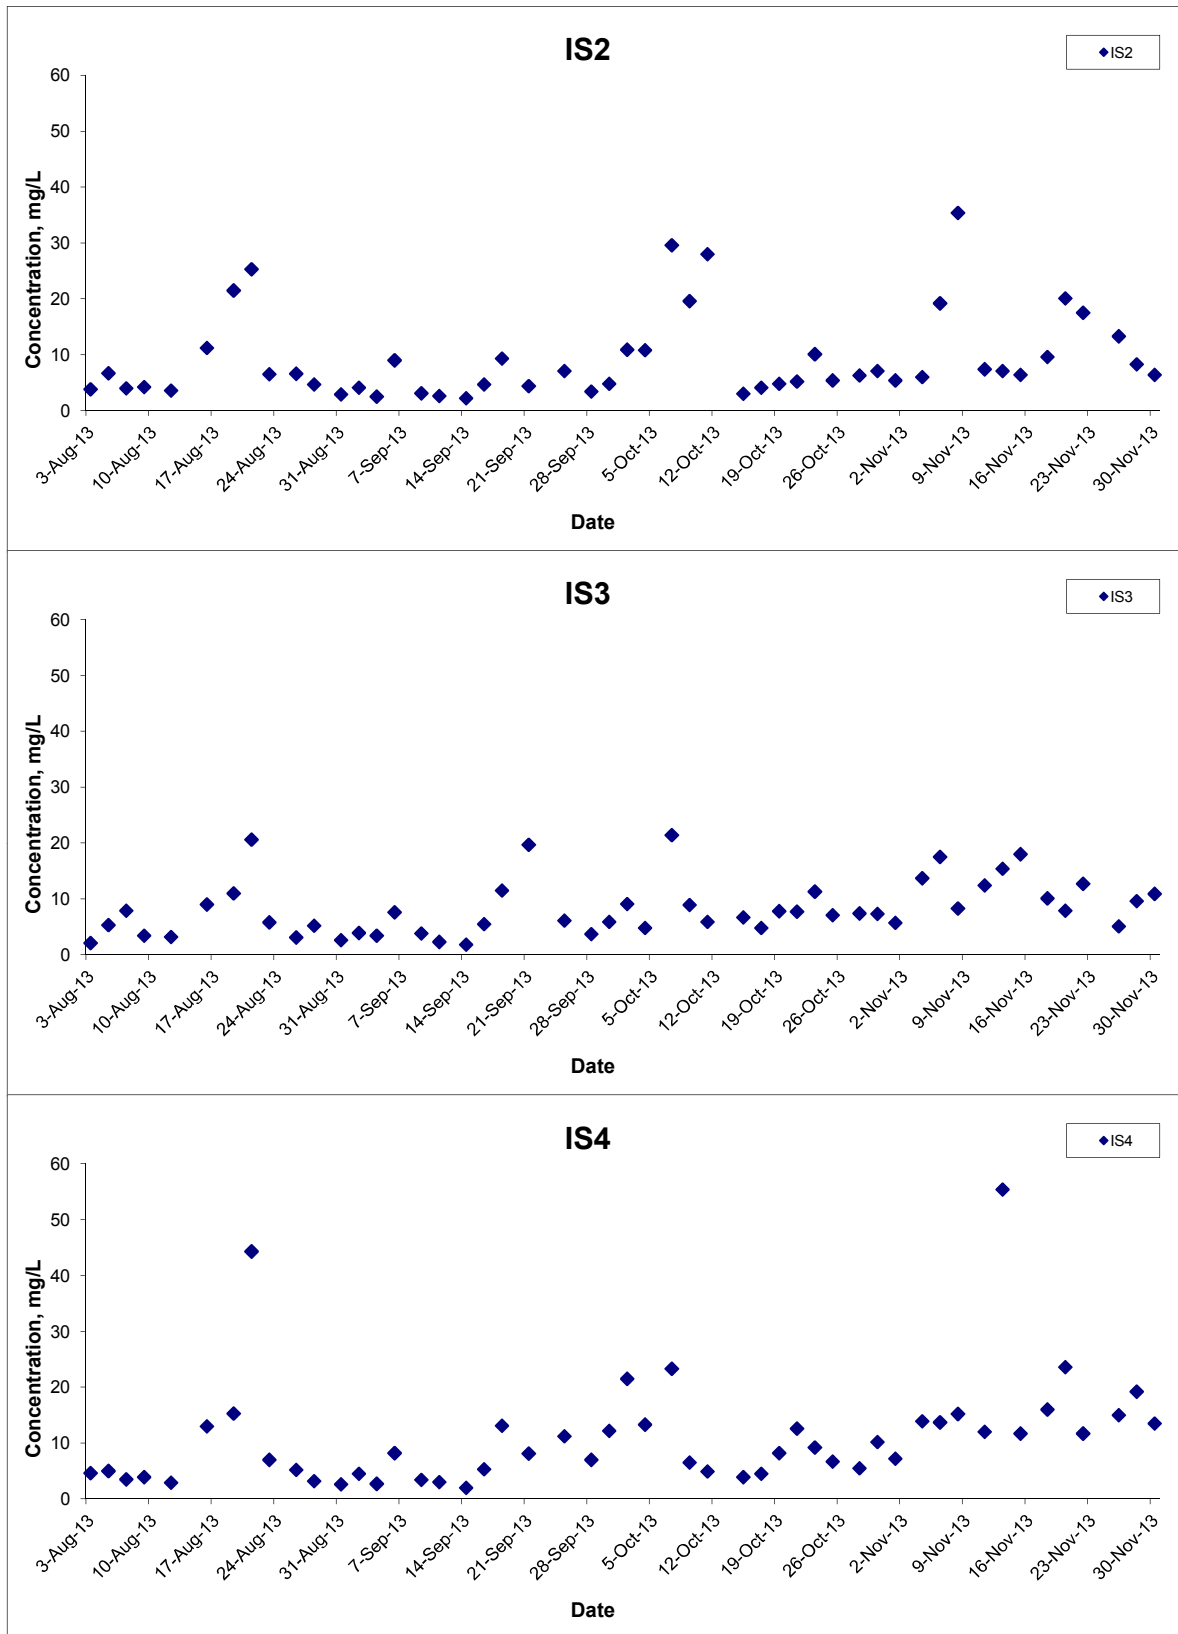 IS2
IS2
60
50
40
30
20
10
0
Concentration, mg/L
3-Aug-13
10-Aug-13
17-Aug-13
24-Aug-13
31-Aug-13
7-Sep-13
14-Sep-13
21-Sep-13
28-Sep-13
5-Oct-13
12-Oct-13
19-Oct-13
26-Oct-13
2-Nov-13
9-Nov-13
16-Nov-13
23-Nov-13
30-Nov-13
Date
IS3
IS3
60
50
40
30
20
10
0
Concentration, mg/L
3-Aug-13
10-Aug-13
17-Aug-13
24-Aug-13
31-Aug-13
7-Sep-13
14-Sep-13
21-Sep-13
28-Sep-13
5-Oct-13
12-Oct-13
19-Oct-13
26-Oct-13
2-Nov-13
9-Nov-13
16-Nov-13
23-Nov-13
30-Nov-13
Date
IS4
IS4
60
50
40
30
20
10
0
Concentration, mg/L
3-Aug-13
10-Aug-13
17-Aug-13
24-Aug-13
31-Aug-13
7-Sep-13
14-Sep-13
21-Sep-13
28-Sep-13
5-Oct-13
12-Oct-13
19-Oct-13
26-Oct-13
2-Nov-13
9-Nov-13
16-Nov-13
23-Nov-13
30-Nov-13
Date